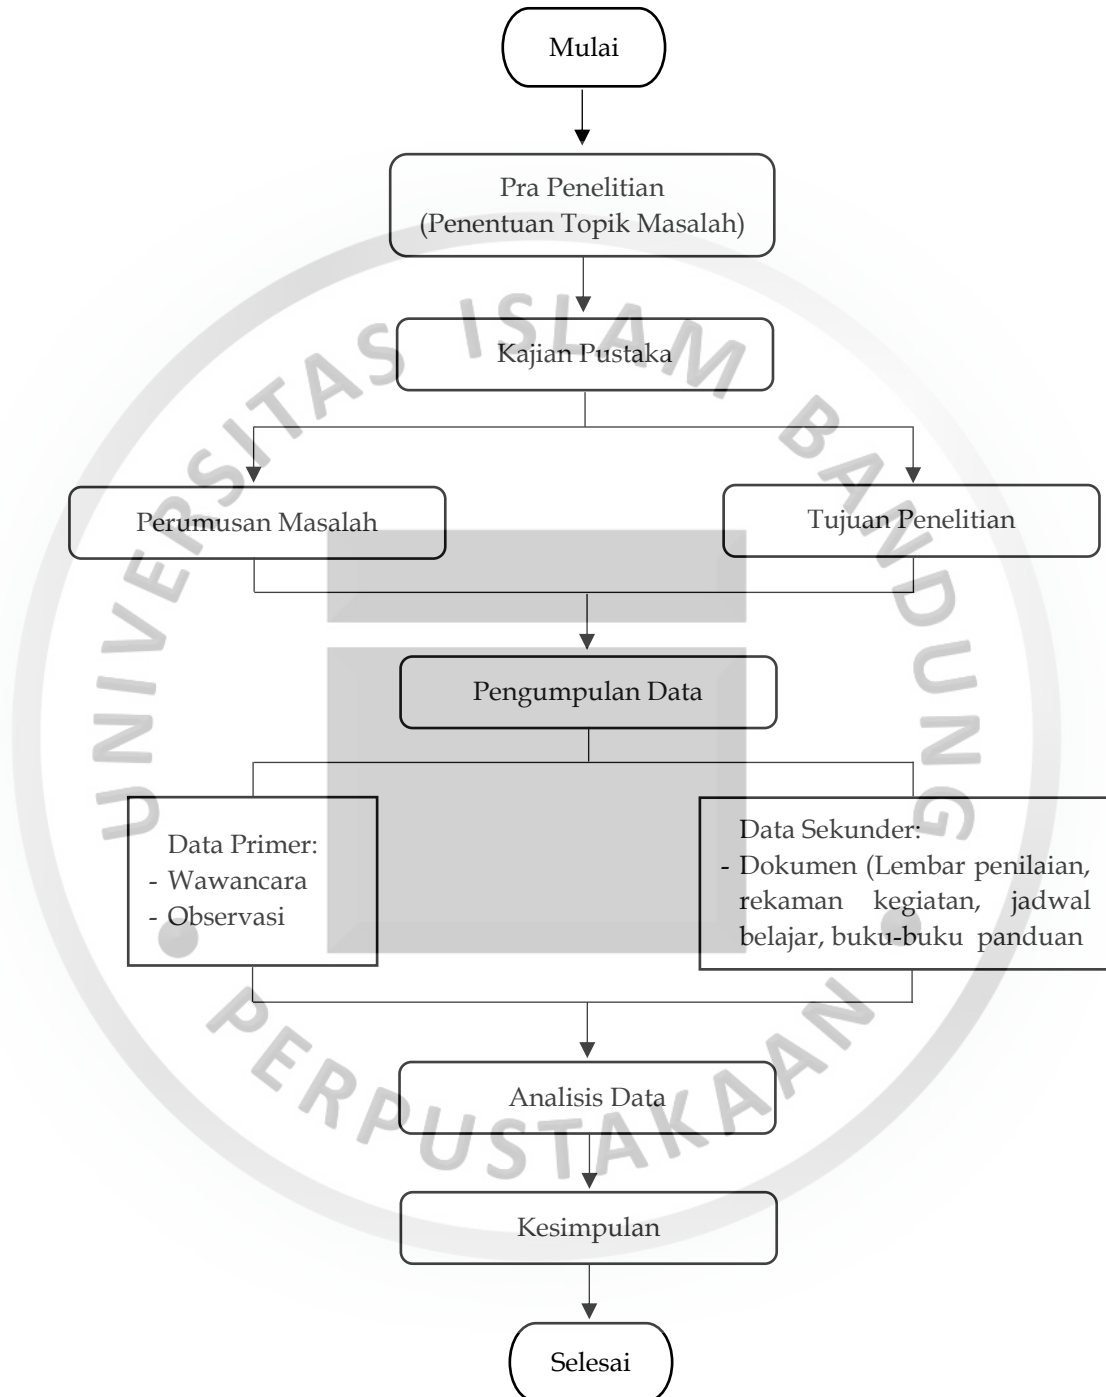 Mulai
Pra Penelitian
(Penentuan Topik Masalah)
Kajian Pustaka
Perumusan Masalah
Tujuan Penelitian
Pengumpulan Data
Data Primer:
- Wawancara
- Observasi
Data Sekunder:
- Dokumen (Lembar penilaian,
rekaman kegiatan, jadwal
belajar, buku-buku panduan
Analisis Data
Kesimpulan
Selesai
UNIVERSITAS ISLAM BANDUNG
PERPUSTAKAAN